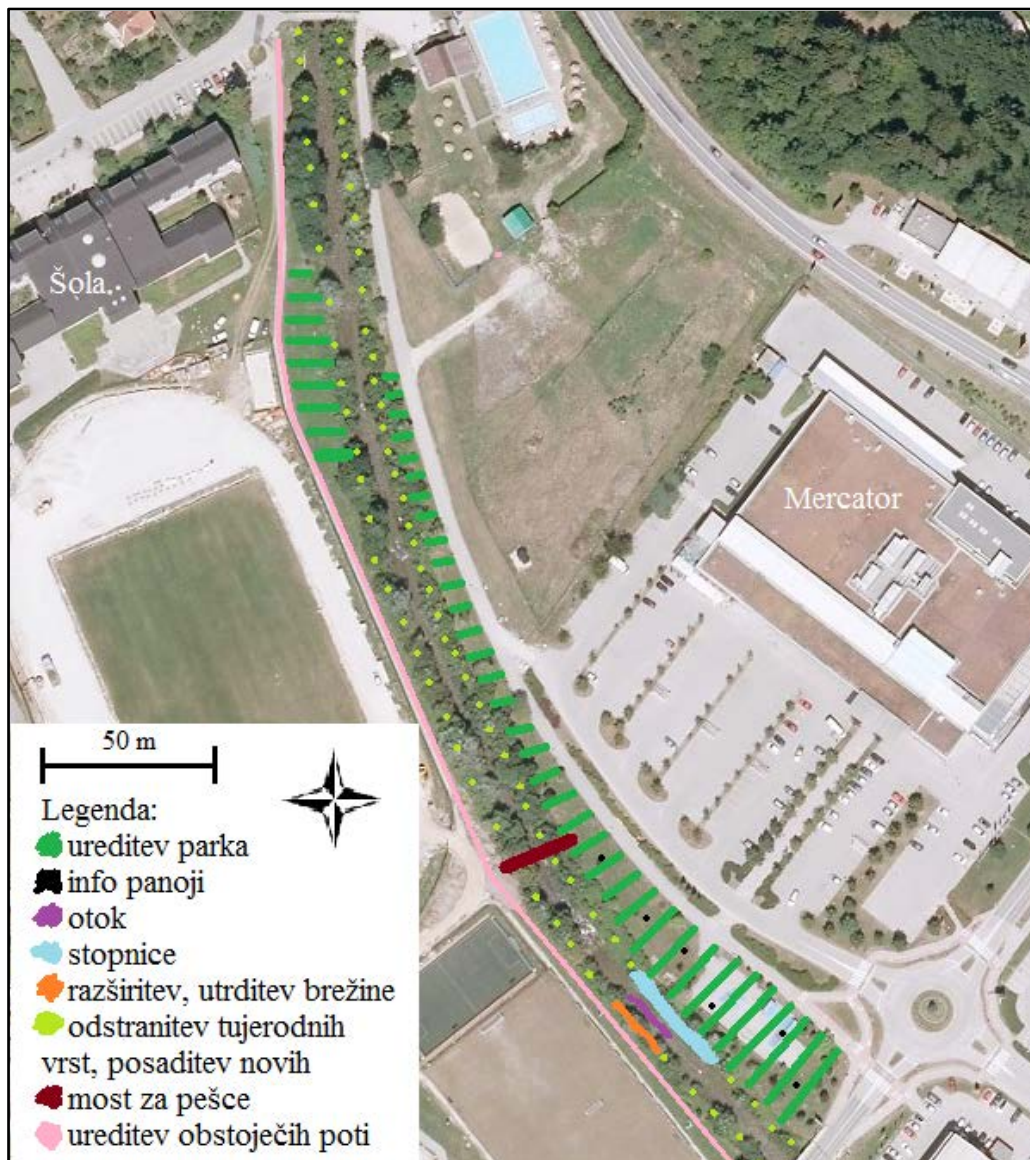 Šola
Mercator
50 m
Legenda:
ureditev parka
info panoji
otok
stopnice
razširitev, utrditev brežine
odstranitev tujerodnih
vrst, posaditev novih
most za pešce
ureditev obstoječih poti